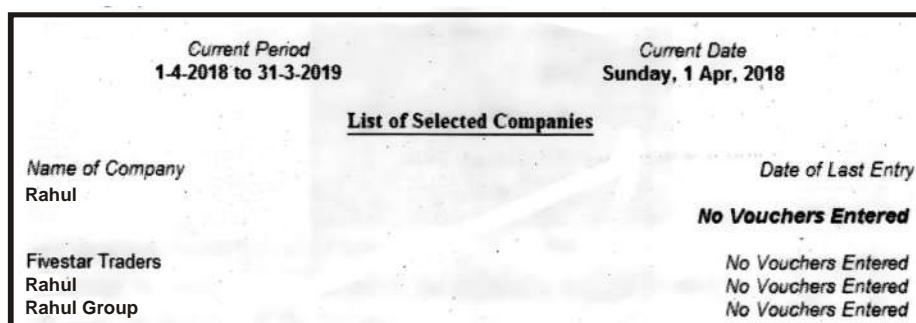 Current Period Current Date
1-4-2018 to 31-3-2019 Sunday, 1 Apr, 2018
List of Selected Companies
Name of Company Date of Last Entry
Rahul
No Vouchers Entered
Fivestar Traders No Vouchers Entered
Rahul No Vouchers Entered
Rahul Group No Vouchers Entered